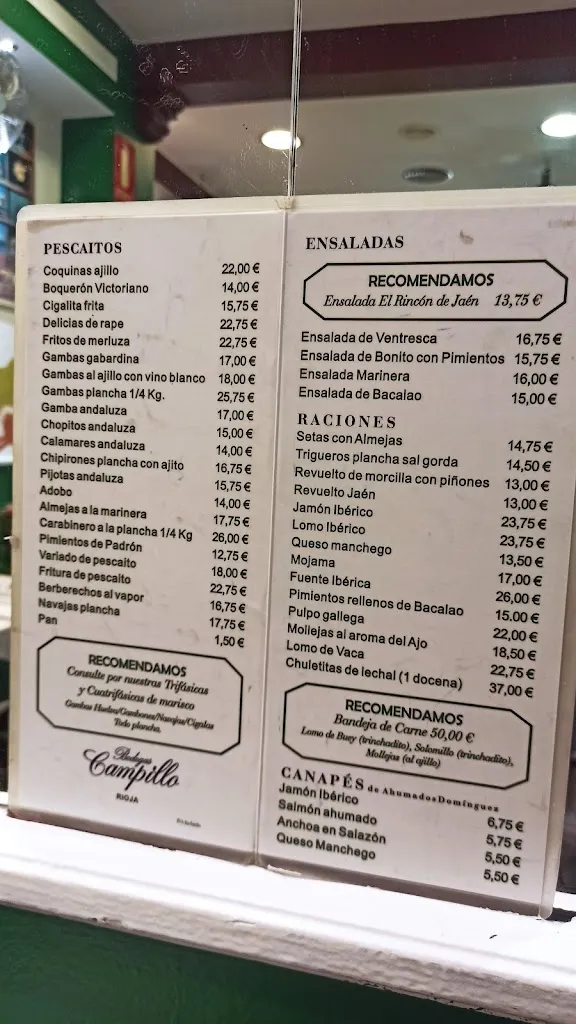 PESCAITOS
Coquinas ajillo 22,00 €
Boquerón Victoriano 14,00 €
Cigalita frita 15,75 €
Delicias de rape 22,75 €
Fritos de merluza 22,75 €
Gambas gabardina 17,00 €
Gambas al ajillo con vino blanco 18,00 €
Gambas plancha 1/4 Kg. 25,75 €
Gamba andaluza 17,00 €
Chopitos andaluza 15,00 €
Calamares andaluza 14,00 €
Chipirones plancha con ajito 16,75 €
Pijotas andaluza 15,75 €
Adobo 14,00 €
Almejas a la marinera 17,75 €
Carabinero a la plancha 1/4 Kg 26,00 €
Pimientos de Padrón 12,75 €
Variado de pescaito 18,00 €
Fritura de pescaito 22,75 €
Berberechos al vapor 16,75 €
Navajas plancha 17,75 €
Pan 1,50 €
RECOMENDAMOS
Consulte por nuestras Trifásicas
y Cuatrifásicas de marisco
Gambas Huelva/Gambones/Navajas/Cigalas
Todo plancha.
Bodegas
Campillo
RIOJA
ENSALADAS
RECOMENDAMOS
Ensalada El Rincón de Jaén 13,75 €
Ensalada de Ventresca 16,75 €
Ensalada de Bonito con Pimientos 15,75 €
Ensalada Marinera 16,00 €
Ensalada de Bacalao 15,00 €
RACIONES
Setas con Almejas 14,75 €
Trigueros plancha sal gorda 14,50 €
Revuelto de morcilla con piñones 13,00 €
Revuelto Jaén 13,00 €
Jamón Ibérico 23,75 €
Lomo Ibérico 23,75 €
Queso manchego 13,50 €
Mojama 17,00 €
Fuente Ibérica 26,00 €
Pimientos rellenos de Bacalao 15.00 €
Pulpo gallega 22,00 €
Mollejas al aroma del Ajo 18,50 €
Lomo de Vaca 22,75 €
Chuletitas de lechal (1 docena) 37,00 €
RECOMENDAMOS
Bandeja de Carne 50,00 €
Lomo de Buey (trinchadito), Solomillo (trinchadito),
Mollejas (al ajillo)
CANAPÉS de Ahumados Domínguez
Jamón Ibérico 6,75 €
Salmón ahumado 5,75 €
Anchoa en Salazón 5,50 €
Queso Manchego 5,50 €